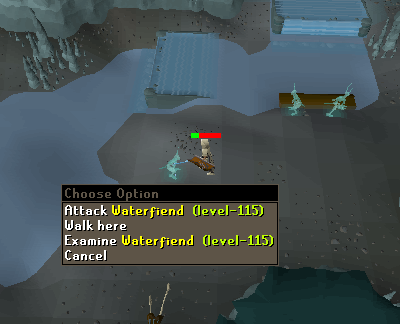 Choose Option
Attack Waterfiend (level-115)
Walk here
Examine Waterfiend (level-115)
Cancel